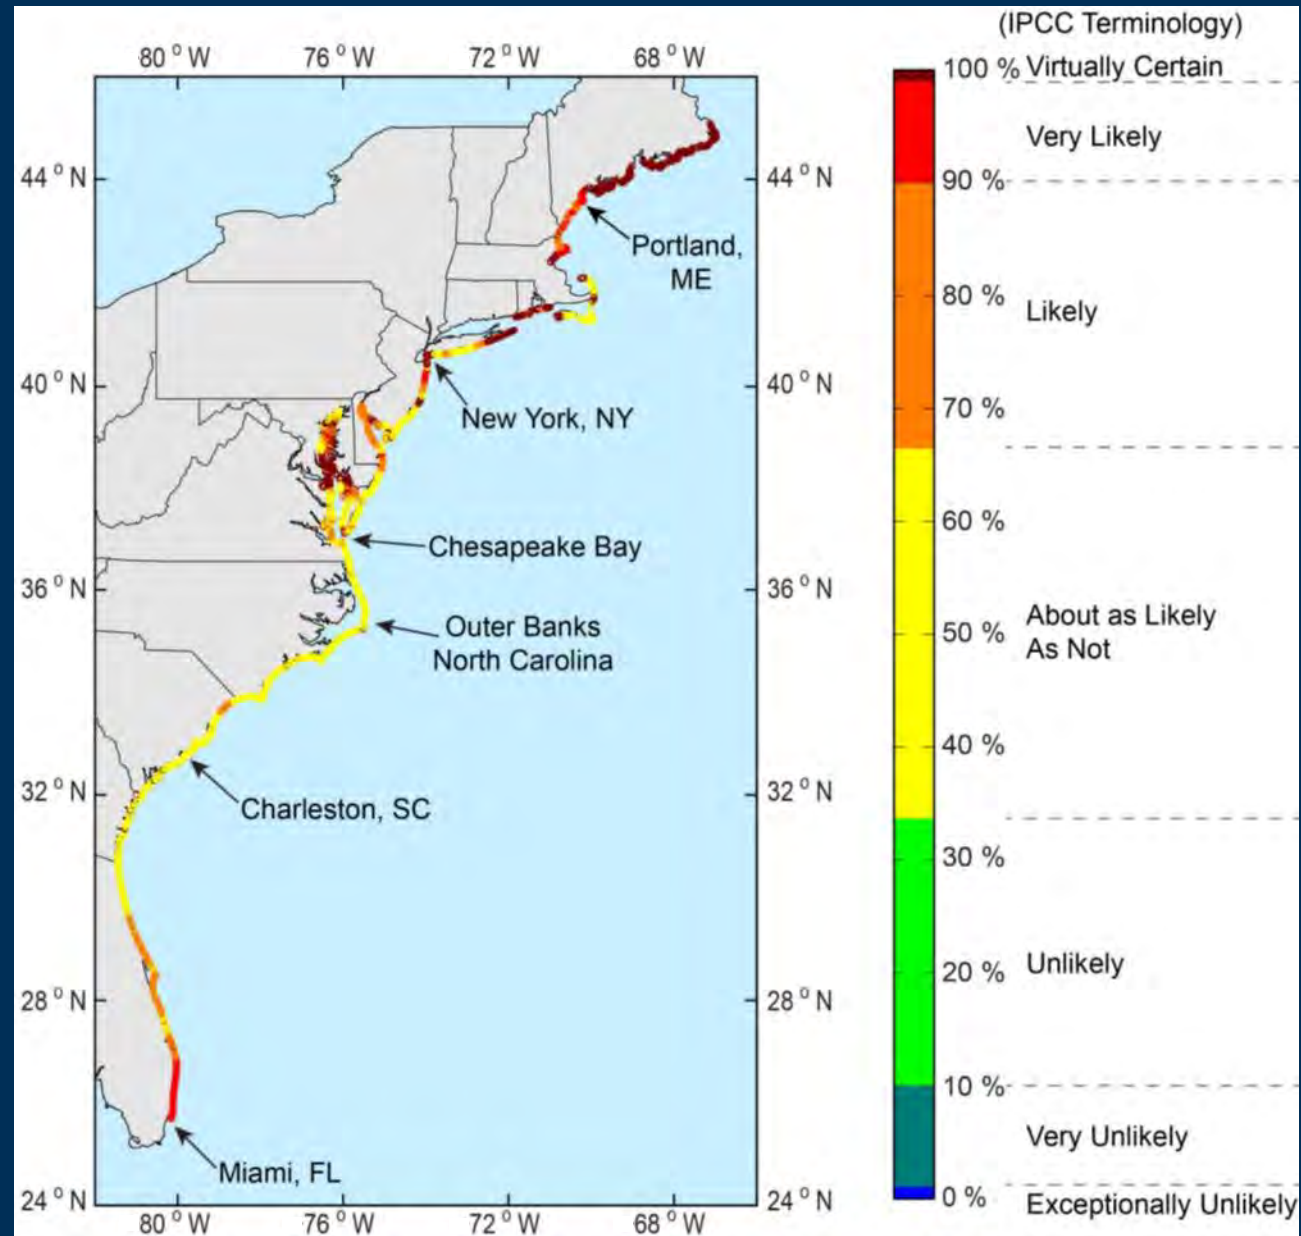 (IPCC Terminology)
80 °W 76 °W 72 °W 68 °W
100 % Virtually Certain
Very Likely
44 °N 44 °N
90 %
Portland,
ME
80 %
Likely
40 °N 40 °N
70 %
New York, NY
60 %
Chesapeake Bay
36 °N 36 °N
Outer Banks
North Carolina
50 %
About as Likely
As Not
40 %
32 °N 32 °N
Charleston, SC
30 %
Unlikely
20 %
28 °N 28 °N
10 %
Very Unlikely
Miami, FL
24 °N 24 °N
0 %
Exceptionally Unlikely
80 °W 76 °W 72 °W 68 °W